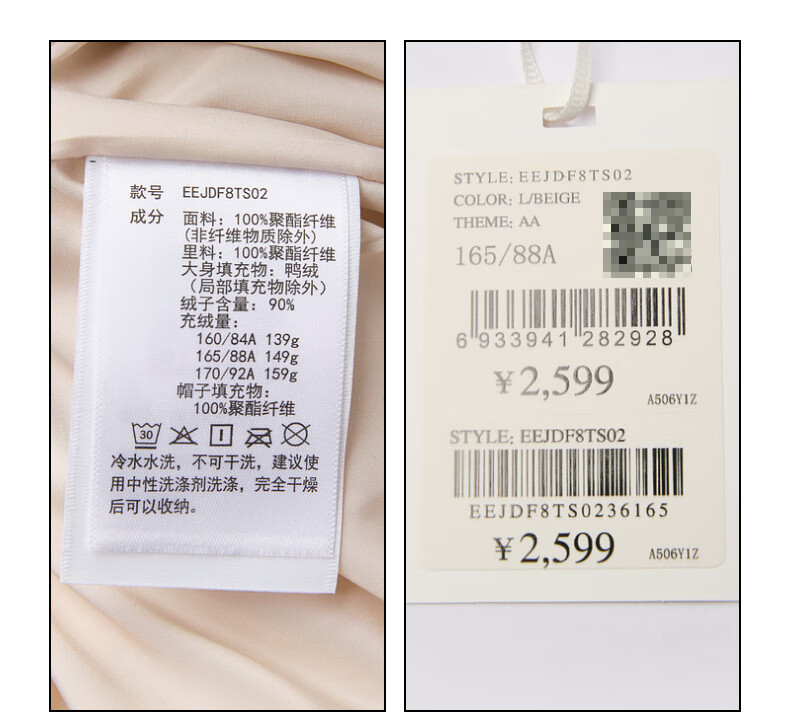 款号 EEJDF8TS02
成分 面料：100%聚酯纤维
(非纤维物质除外)
里料：100%聚酯纤维
大身填充物：鸭绒
（局部填充物除外）
绒子含量：90%
充绒量：
160/84A 139g
165/88A 149g
170/92A 159g
帽子填充物：
100%聚酯纤维
30
冷水水洗，不可干洗，建议使
用中性洗涤剂洗涤，完全干燥
后可以收纳。
STYLE: EEJDF8TS02
COLOR: L/BEIGE
THEME: AA
165/88A
6 933941 282928
¥2,599
A506Y1Z
STYLE: EEJDF8TS02
EEJDF8TS0236165
¥2,599
A506Y1Z